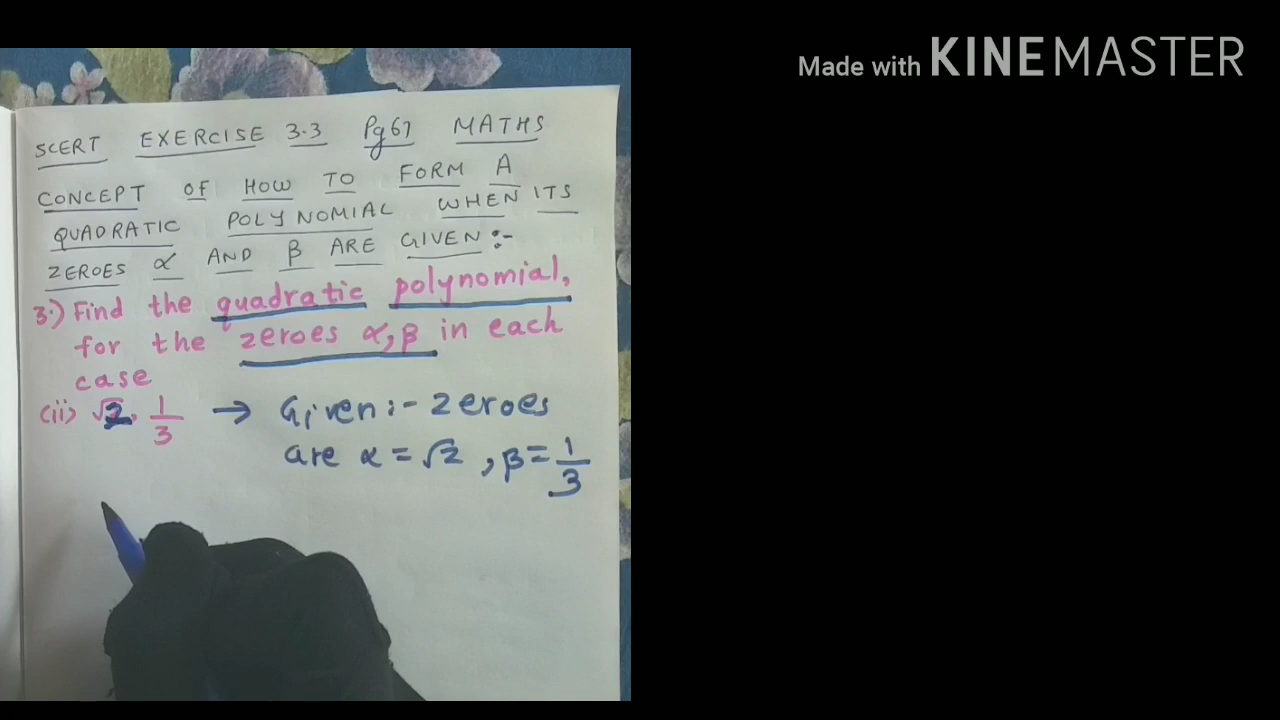 Made with KINEMASTER
SCERT EXERCISE 3.3 Pg 67 MATHS
CONCEPT OF HOW TO FORM A
QUADRATIC POLYNOMIAL WHEN ITS
ZEROES α AND β ARE GIVEN:-
3.) Find the quadratic polynomial,
for the zeroes α, β in each
case
(ii) √2, 1/3 → Given:- Zeroes
are α = √2, β = 1/3